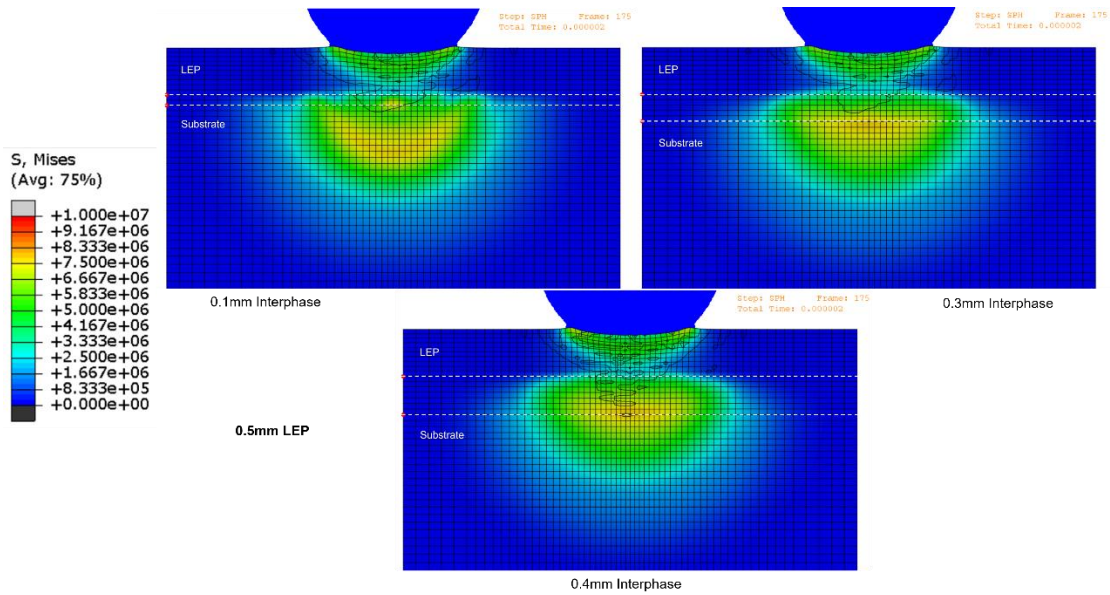 Step: SPH Frame: 175
Total Time: 0.000002
LEP
Substrate
0.1mm Interphase
Step: SPH Frame: 175
Total Time: 0.000002
LEP
Substrate
0.3mm Interphase
S, Mises
(Avg: 75%)
+1.000e+07
+9.167e+06
+8.333e+06
+7.500e+06
+6.667e+06
+5.833e+06
+5.000e+06
+4.167e+06
+3.333e+06
+2.500e+06
+1.667e+06
+8.333e+05
+0.000e+00
0.5mm LEP
Step: SPH Frame: 175
Total Time: 0.000002
LEP
Substrate
0.4mm Interphase